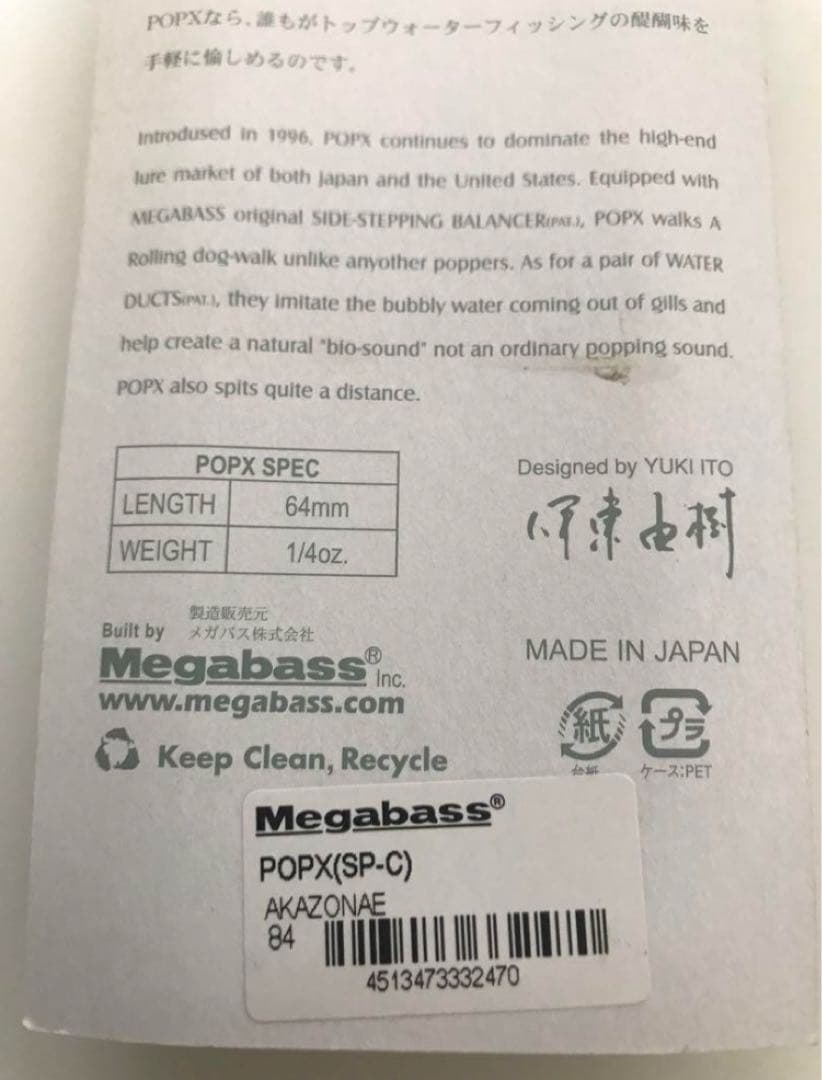 POPXなら、誰もがトップウォーターフィッシングの醍醐味を
手軽に愉しめるのです。
Introdused in 1996, POPX continues to dominate the high-end
lure market of both Japan and the United States. Equipped with
MEGABASS original SIDE-STEPPING BALANCER(PAT.), POPX walks A
Rolling dog-walk unlike anyother poppers. As for a pair of WATER
DUCTS(PAT.), they imitate the bubbly water coming out of gills and
help create a natural "bio-sound" not an ordinary popping sound.
POPX also spits quite a distance.
POPX SPEC
LENGTH 64mm
WEIGHT 1/4oz.
Designed by YUKI ITO
伊東由樹
製造販売元
Built by メガバス株式会社
Megabass® Inc.
www.megabass.com
Keep Clean, Recycle
MADE IN JAPAN
紙 プラ
台紙 ケース:PET
Megabass®
POPX(SP-C)
AKAZONAE
84
4513473332470